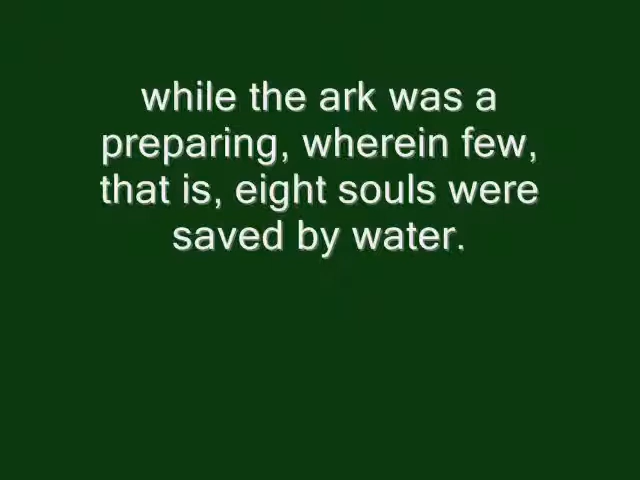 while the ark was a
preparing, wherein few,
that is, eight souls were
saved by water.